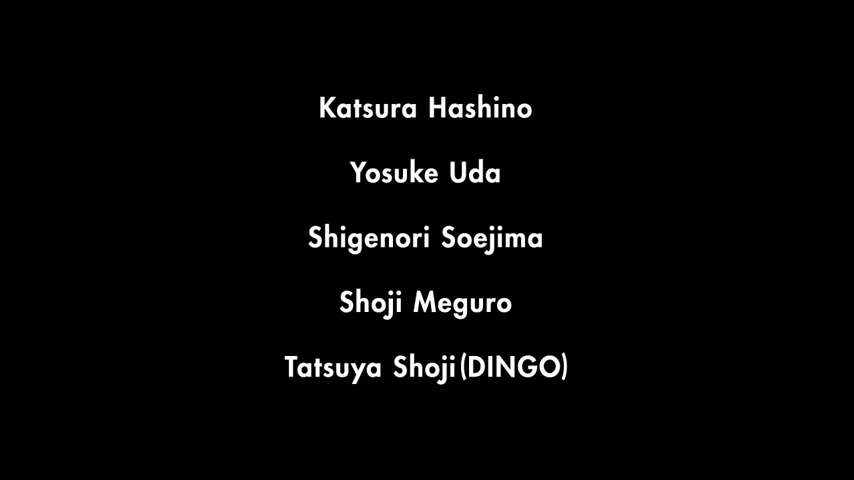 Katsura Hashino
Yosuke Uda
Shigenori Soejima
Shoji Meguro
Tatsuya Shoji(DINGO)